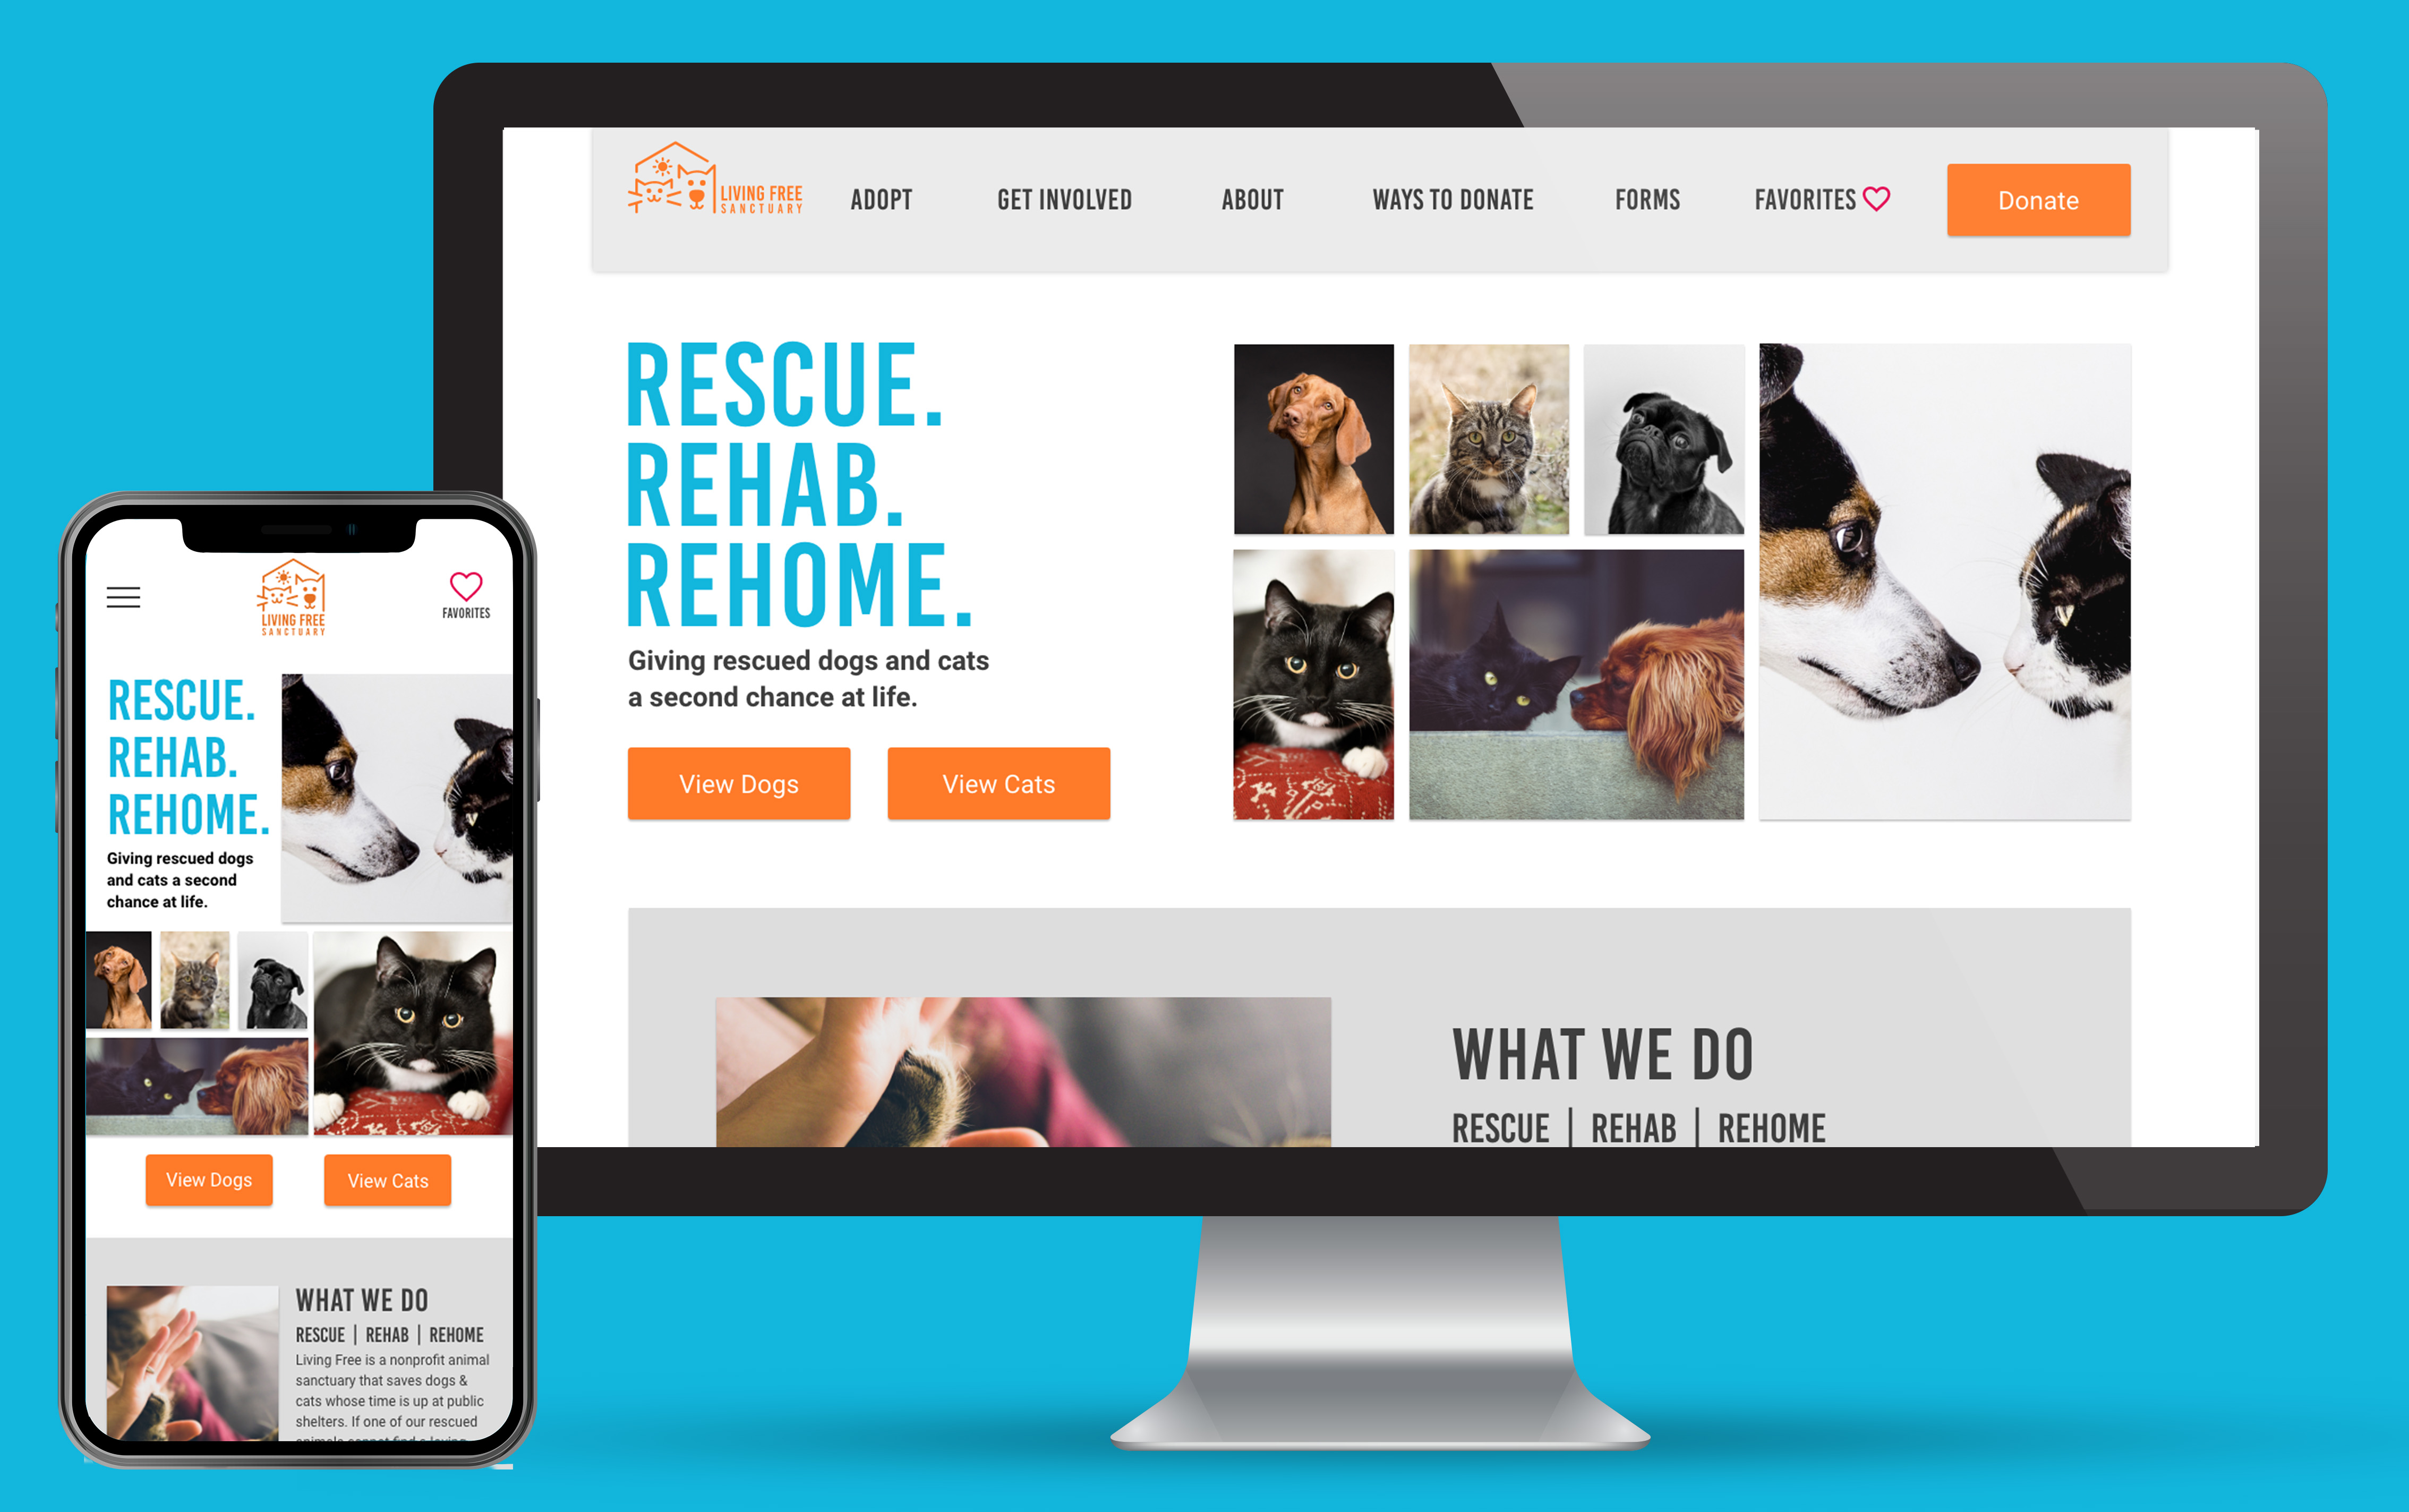 LIVING FREE
SANCTUARY
ADOPT
GET INVOLVED
ABOUT
WAYS TO DONATE
FORMS
FAVORITES
Donate
RESCUE.
REHAB.
REHOME.
Giving rescued dogs and cats
a second chance at life.
View Dogs
View Cats
WHAT WE DO
RESCUE | REHAB | REHOME
LIVING FREE
SANCTUARY
FAVORITES
RESCUE.
REHAB.
REHOME.
Giving rescued dogs
and cats a second
chance at life.
View Dogs
View Cats
WHAT WE DO
RESCUE | REHAB | REHOME
Living Free is a nonprofit animal
sanctuary that saves dogs &
cats whose time is up at public
shelters. If one of our rescued